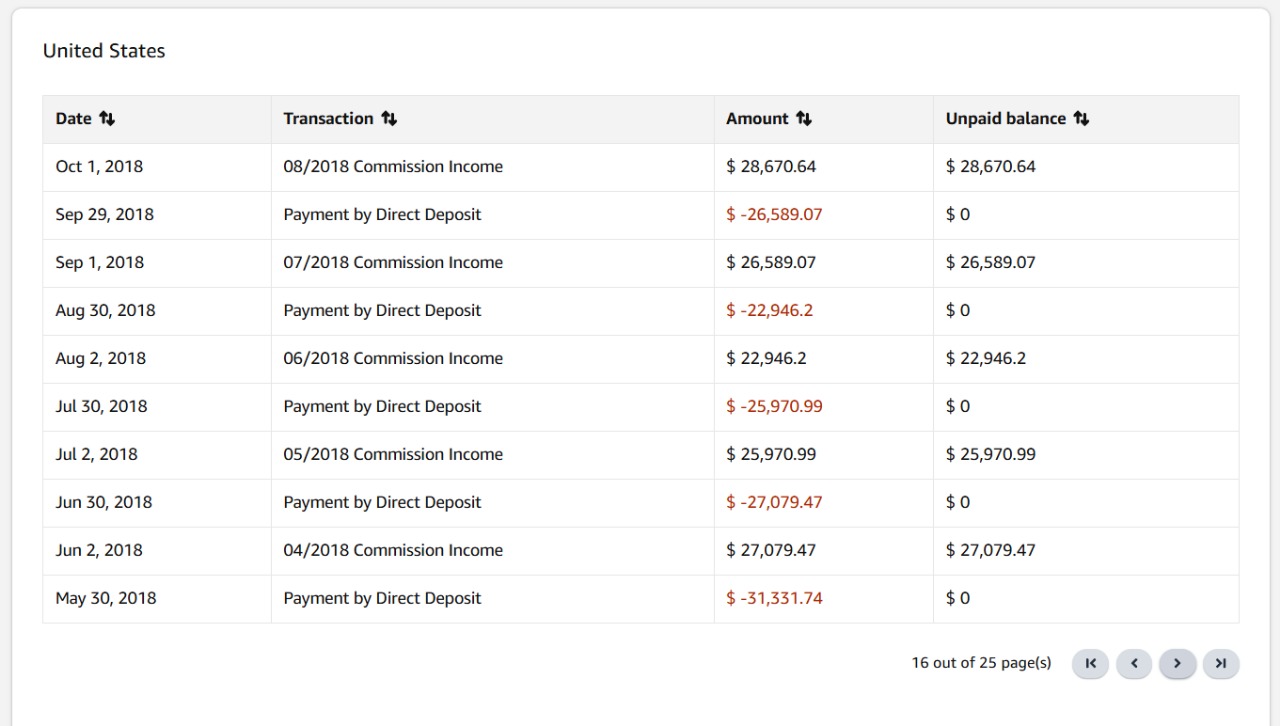 United States
Date Transaction Amount Unpaid balance
Oct 1, 2018 08/2018 Commission Income $ 28,670.64 $ 28,670.64
Sep 29, 2018 Payment by Direct Deposit $ -26,589.07 $ 0
Sep 1, 2018 07/2018 Commission Income $ 26,589.07 $ 26,589.07
Aug 30, 2018 Payment by Direct Deposit $ -22,946.2 $ 0
Aug 2, 2018 06/2018 Commission Income $ 22,946.2 $ 22,946.2
Jul 30, 2018 Payment by Direct Deposit $ -25,970.99 $ 0
Jul 2, 2018 05/2018 Commission Income $ 25,970.99 $ 25,970.99
Jun 30, 2018 Payment by Direct Deposit $ -27,079.47 $ 0
Jun 2, 2018 04/2018 Commission Income $ 27,079.47 $ 27,079.47
May 30, 2018 Payment by Direct Deposit $ -31,331.74 $ 0
16 out of 25 page(s)